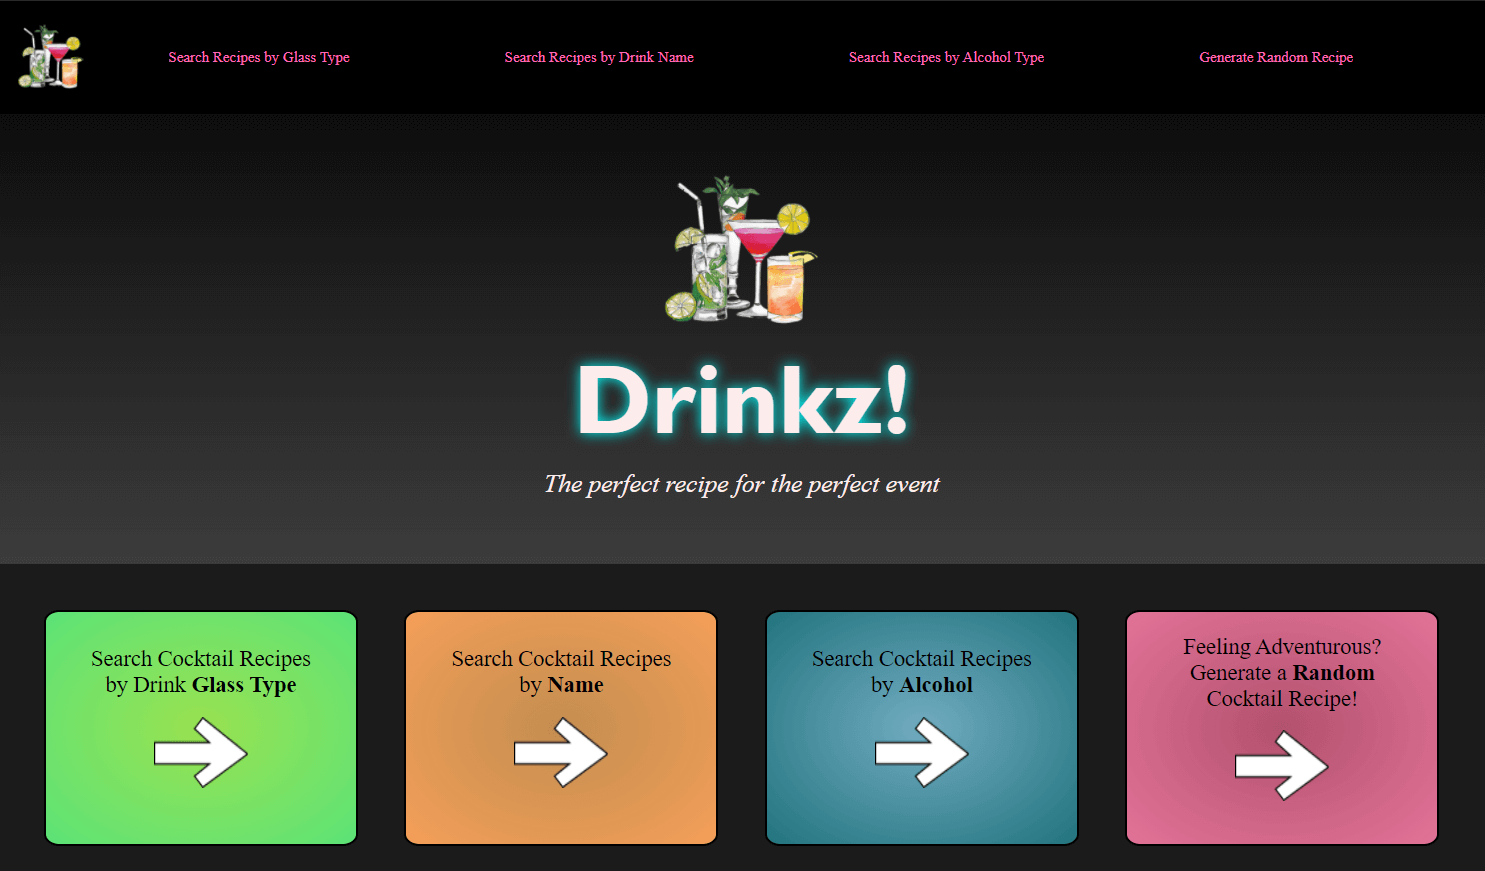 Search Recipes by Glass Type
Search Recipes by Drink Name
Search Recipes by Alcohol Type
Generate Random Recipe
Drinkz!
The perfect recipe for the perfect event
Search Cocktail Recipes
by Drink Glass Type
Search Cocktail Recipes
by Name
Search Cocktail Recipes
by Alcohol
Feeling Adventurous?
Generate a Random
Cocktail Recipe!